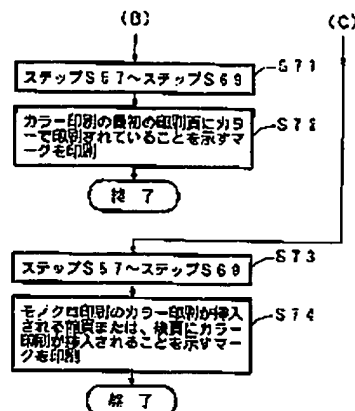 (B)
(C)
ステップS57〜ステップS69
S71
カラー印刷の最初の印刷頁にカラ
ーで印刷されていることを示すマ
ークを印刷
S72
終了
ステップS57〜ステップS69
S73
モノクロ印刷のカラー印刷が挿入
される前頁または、後頁にカラー
印刷が挿入されることを示すマー
クを印刷
S74
終了